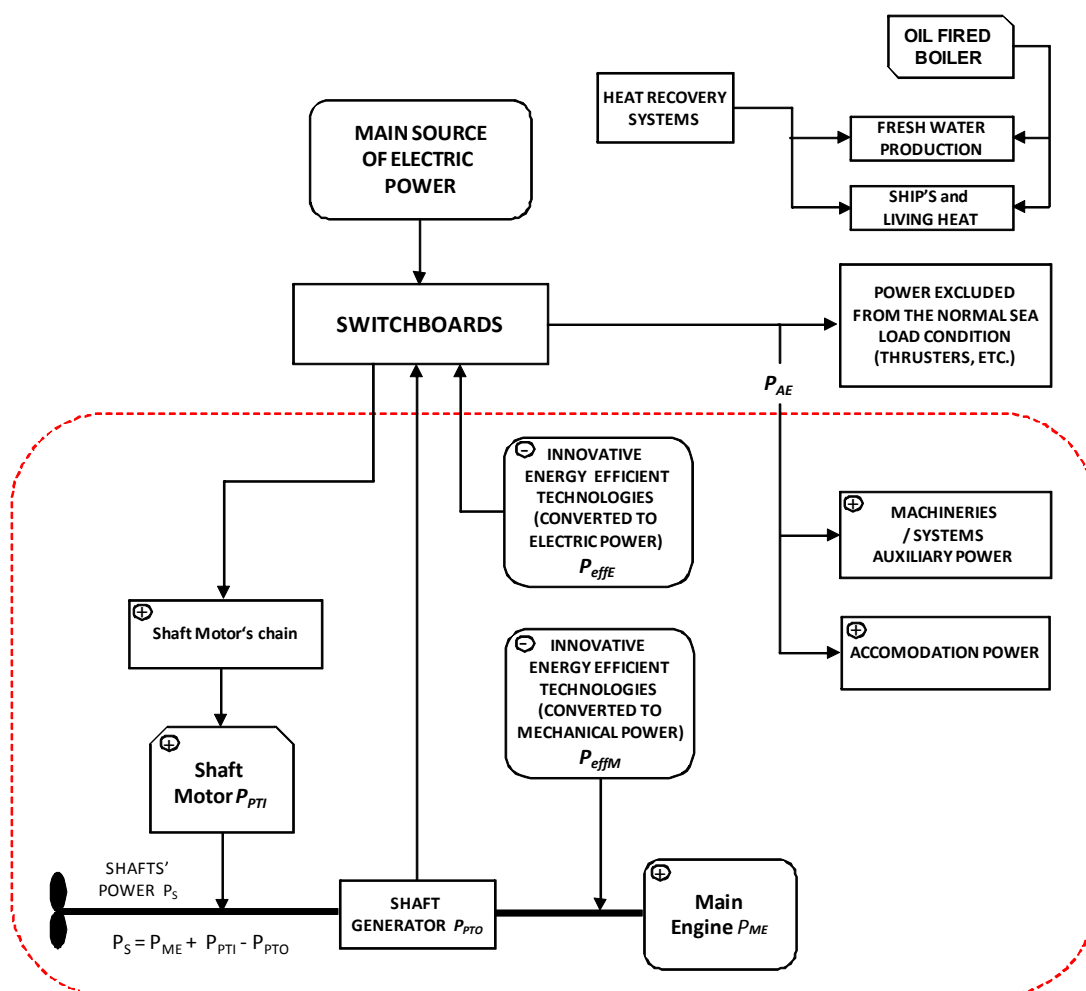 OIL FIRED
BOILER
HEAT RECOVERY
SYSTEMS
FRESH WATER
PRODUCTION
SHIP'S and
LIVING HEAT
MAIN SOURCE
OF ELECTRIC
POWER
SWITCHBOARDS
POWER EXCLUDED
FROM THE NORMAL SEA
LOAD CONDITION
(THRUSTERS, ETC.)
P_AE
- INNOVATIVE
ENERGY EFFICIENT
TECHNOLOGIES
(CONVERTED TO
ELECTRIC POWER)
P_effE
+ MACHINERIES
/ SYSTEMS
AUXILIARY POWER
+
Shaft Motor‘s chain
- INNOVATIVE
ENERGY EFFICIENT
TECHNOLOGIES
(CONVERTED TO
MECHANICAL POWER)
P_effM
+
ACCOMODATION POWER
+
Shaft
Motor P_PTI
SHAFTS’
POWER P_S
SHAFT
GENERATOR P_PTO
+
Main
Engine P_ME
P_S = P_ME + P_PTI - P_PTO